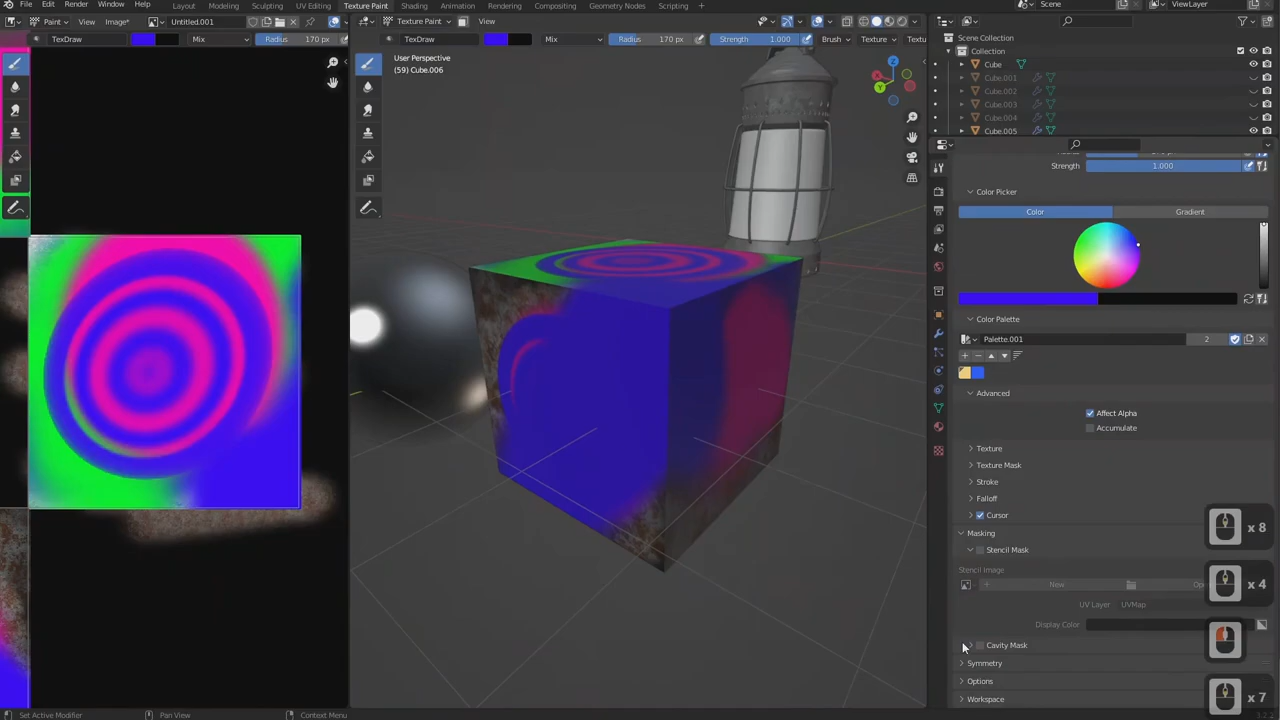 File Edit Render Window Help Layout Modeling Sculpting UV Editing Texture Paint Shading Animation Rendering Compositing Geometry Nodes Scripting Scene ViewLayer
Paint View Image* Untitled.001 Texture Paint View
TexDraw Mix Radius 170 px TexDraw Mix Radius 170 px Strength 1.000 Brush Texture Textu
Scene Collection
Collection
Cube
Cube.001
Cube.002
Cube.003
Cube.004
Cube.005
User Perspective
(59) Cube.006
Z
X
Y
Strength 1.000
Color Picker
Color Gradient
Color Palette
Palette.001 2
Advanced
Affect Alpha
Accumulate
Texture
Texture Mask
Stroke
Falloff
Cursor
Masking
Stencil Mask
Stencil Image
New
UV Layer UVMap
Display Color
Cavity Mask
Symmetry
Options
Workspace
x 8
x 4
x 7
Set Active Modifier Pan View Context Menu